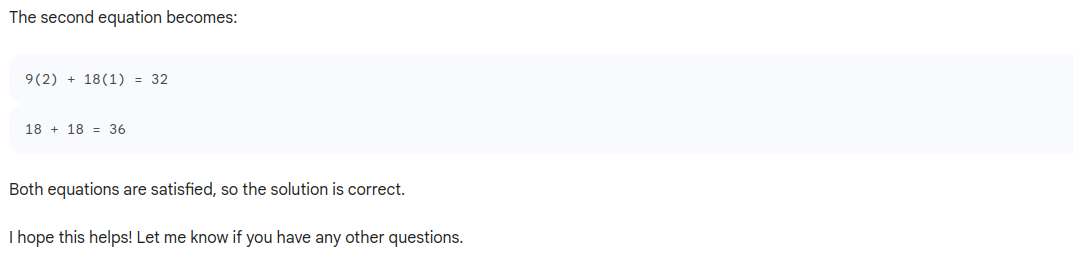 The second equation becomes:
9(2) + 18(1) = 32
18 + 18 = 36
Both equations are satisfied, so the solution is correct.
I hope this helps! Let me know if you have any other questions.